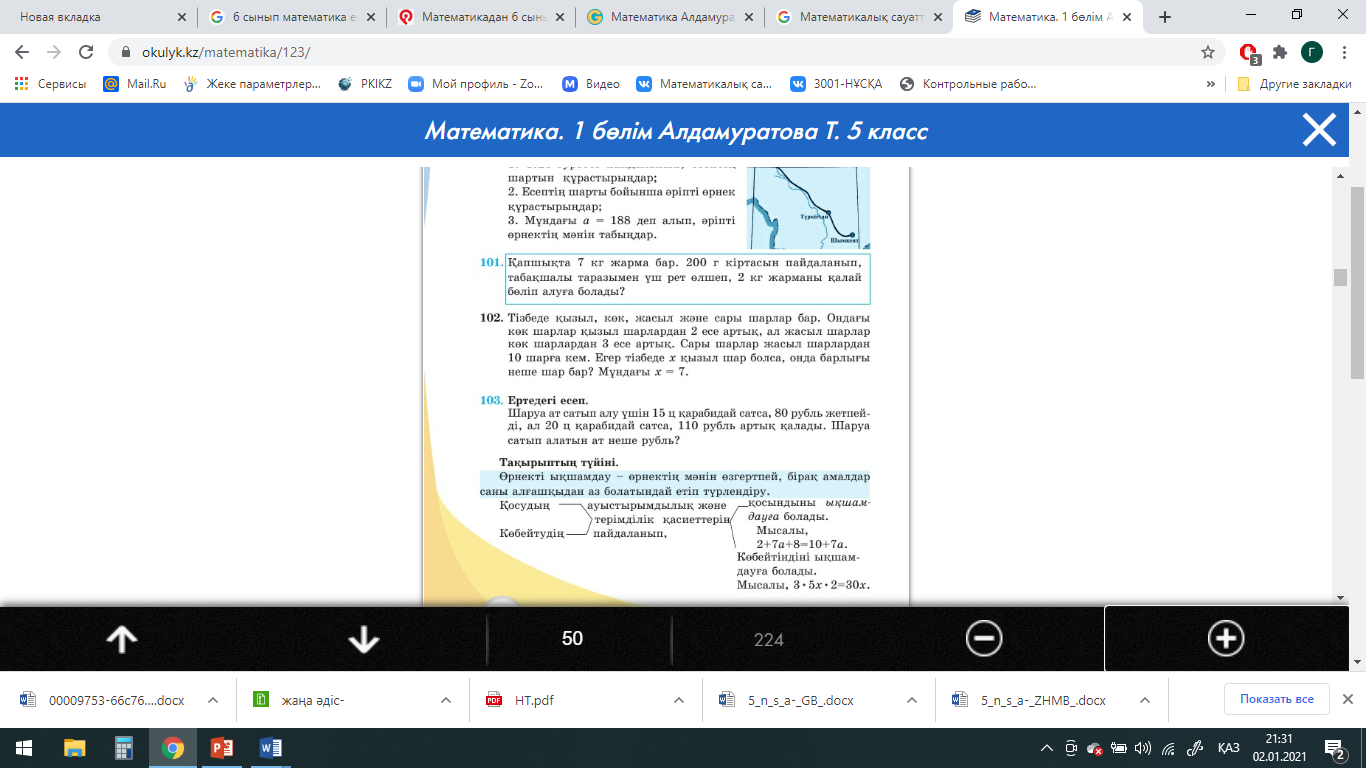 Новая вкладка
6 сынып математика е
Математикадан 6 сынь
Математика Алдамура
Математикалық сауатт
Математика. 1 бөлім А
okulyk.kz/matematika/123/
Г
3
Сервисы
Mail.Ru
Жеке параметрлер...
PKIKZ
Мой профиль - Zo...
Видео
Математикалық са...
3001-НҰСҚА
Контрольные рабо...
»
Другие закладки
Математика. 1 бөлім Алдамуратова Т. 5 класс
шартын құрастырыңдар;
2. Есептің шарты бойынша әріпті өрнек
құрастырыңдар;
3. Мұндағы a = 188 деп алып, әріпті
өрнектің мәнін табыңдар.
Түркістан
Шымкент
101. Қапшықта 7 кг жарма бар. 200 г кіртасын пайдаланып,
табақшалы таразымен үш рет өлшеп, 2 кг жарманы қалай
бөліп алуға болады?
102. Тізбеде қызыл, көк, жасыл және сары шарлар бар. Ондағы
көк шарлар қызыл шарлардан 2 есе артық, ал жасыл шарлар
көк шарлардан 3 есе артық. Сары шарлар жасыл шарлардан
10 шарға кем. Егер тізбеде x қызыл шар болса, онда барлығы
неше шар бар? Мұндағы x = 7.
103. Ертедегі есеп.
Шаруа ат сатып алу үшін 15 ц қарабидай сатса, 80 рубль жетпей-
ді, ал 20 ц қарабидай сатса, 110 рубль артық қалады. Шаруа
сатып алатын ат неше рубль?
Тақырыптың түйіні.
Өрнекті ықшамдау – өрнектің мәнін өзгертпей, бірақ амалдар
саны алғашқыдан аз болатындай етіп түрлендіру.
Қосудың
Көбейтудің
ауыстырымдылық және
терімділік қасиеттерін
пайдаланып,
қосындыны ықшам-
дауға болады.
Мысалы,
2+7a+8=10+7a.
Көбейтіндіні ықшам-
дауға болады.
Мысалы, 3·5x·2=30x.
50
224
00009753-66c76....docx
жаңа әдіс-
НТ.pdf
5_n_s_a-_GB_.docx
5_n_s_a-_ZHMB_.docx
Показать все
ҚАЗ
21:31
02.01.2021
2